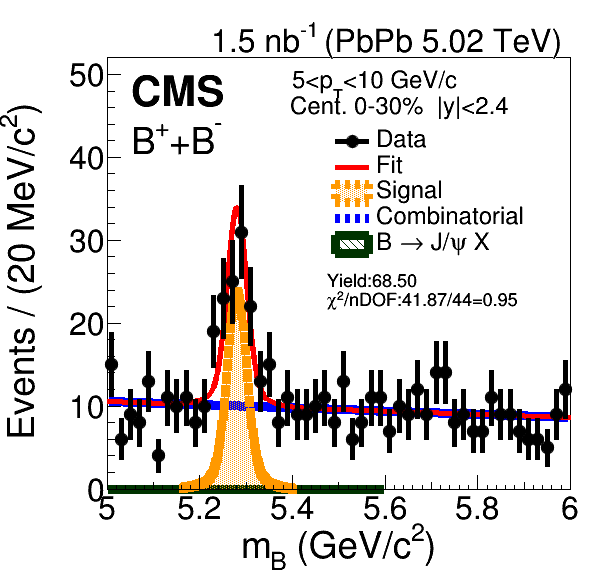 1.5 nb⁻¹ (PbPb 5.02 TeV)
CMS
B⁺+B⁻
5<p_T<10 GeV/c
Cent. 0-30% |y|<2.4
Data
Fit
Signal
Combinatorial
B → J/ψ X
Yield:68.50
χ²/nDOF:41.87/44=0.95
Events / (20 MeV/c²)
50
40
30
20
10
0
5 5.2 5.4 5.6 5.8 6
m_B (GeV/c²)